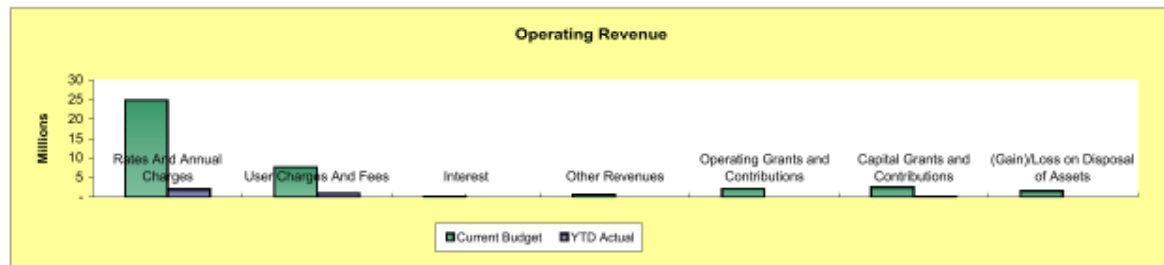 Operating Revenue
Millions
30
25
20
15
10
5
-
Rates And Annual
Charges
User Charges And Fees
Interest
Other Revenues
Operating Grants and
Contributions
Capital Grants and
Contributions
(Gain)/Loss on Disposal
of Assets
Current Budget
YTD Actual